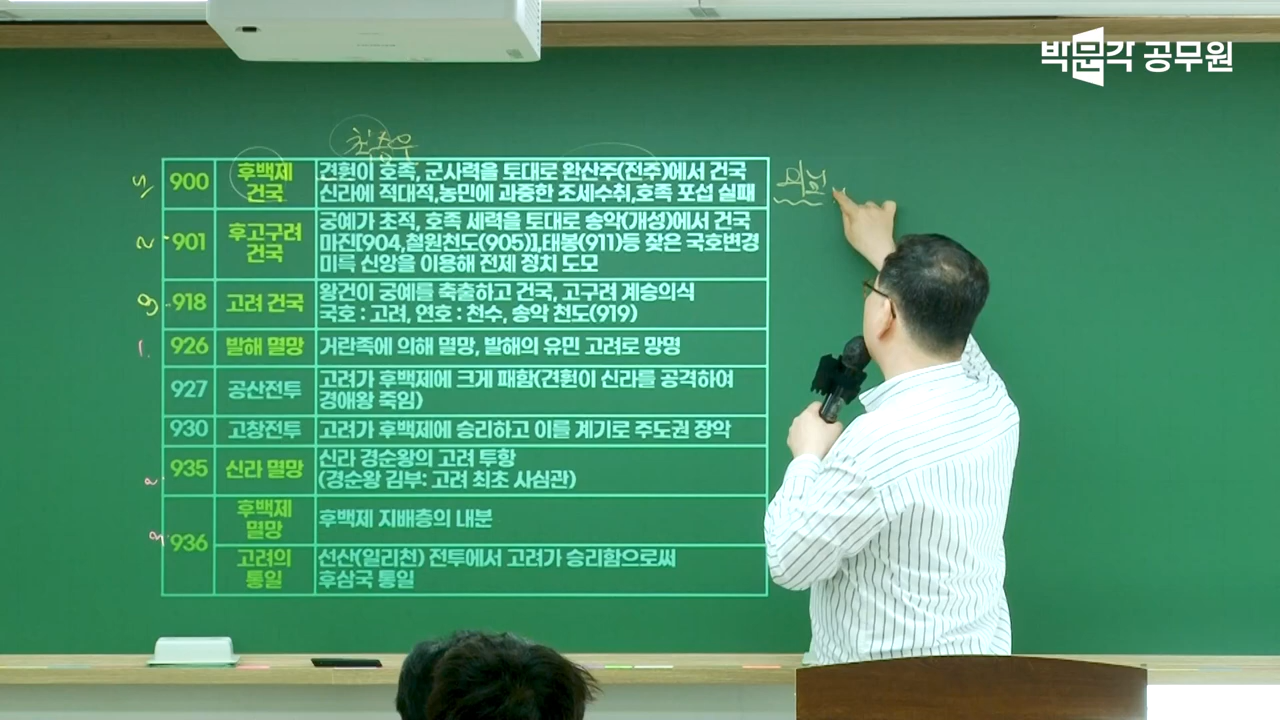 박문각 공무원
900
후백제
건국
견훤이 호족, 군사력을 토대로 완산주(전주)에서 건국
신라에 적대적,농민에 과중한 조세수취,호족 포섭 실패
901
후고구려
건국
궁예가 초적, 호족 세력을 토대로 송악(개성)에서 건국
마진[904,철원천도(905)],태봉(911)등 잦은 국호변경
미륵 신앙을 이용해 전제 정치 도모
918
고려 건국
왕건이 궁예를 축출하고 건국, 고구려 계승의식
국호 : 고려, 연호 : 천수, 송악 천도(919)
926
발해 멸망
거란족에 의해 멸망, 발해의 유민 고려로 망명
927
공산전투
고려가 후백제에 크게 패함(견훤이 신라를 공격하여
경애왕 죽임)
930
고창전투
고려가 후백제에 승리하고 이를 계기로 주도권 장악
935
신라 멸망
신라 경순왕의 고려 투항
(경순왕 김부: 고려 최초 사심관)
936
후백제
멸망
후백제 지배층의 내분
고려의
통일
선산(일리천) 전투에서 고려가 승리함으로써
후삼국 통일